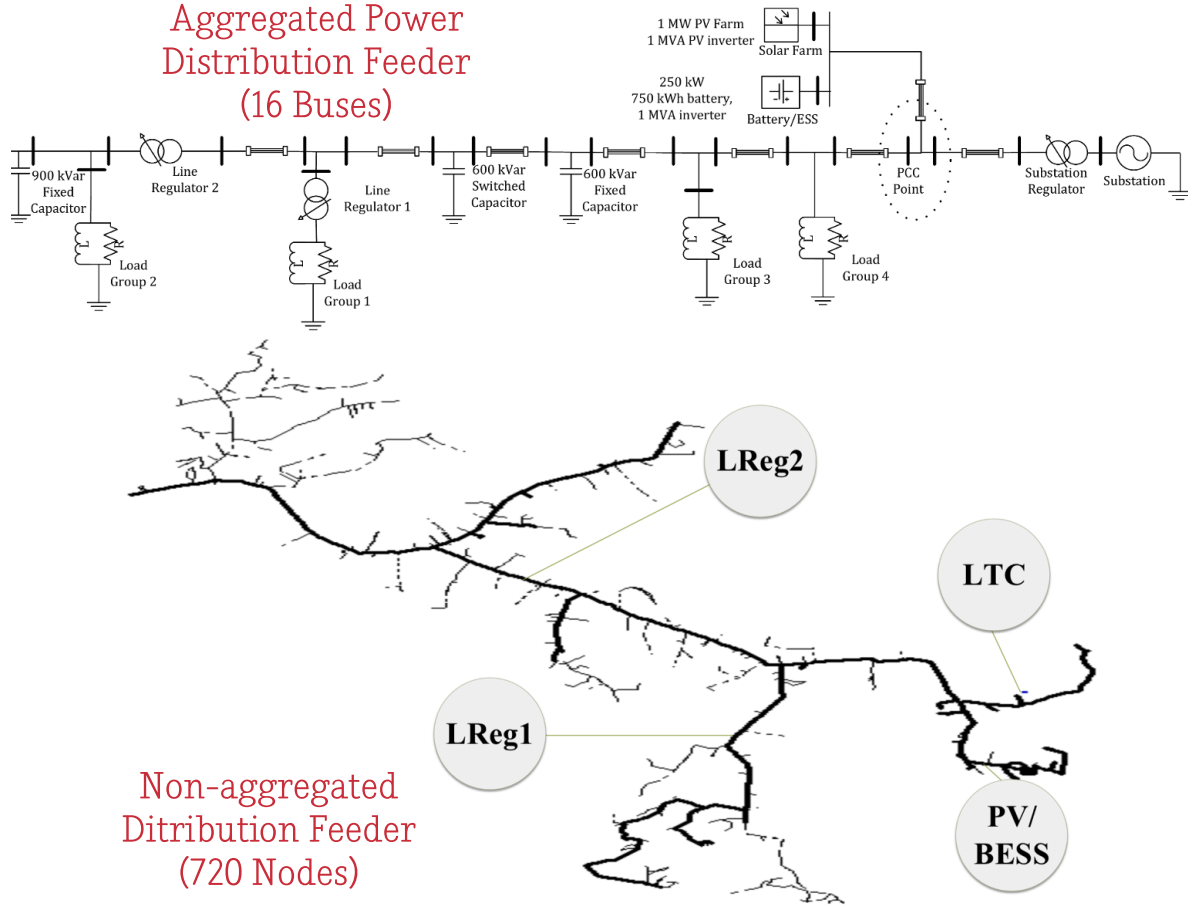 Aggregated Power
Distribution Feeder
(16 Buses)
1 MW PV Farm
1 MVA PV inverter
Solar Farm
250 kW
750 kWh battery,
1 MVA inverter
Battery/ESS
900 kVar
Fixed
Capacitor
Line
Regulator 2
Line
Regulator 1
600 kVar
Switched
Capacitor
600 kVar
Fixed
Capacitor
PCC
Point
Substation
Regulator
Substation
L
R
Load
Group 2
L
R
Load
Group 1
L
R
Load
Group 3
L
R
Load
Group 4
LReg2
LTC
LReg1
PV/
BESS
Non-aggregated
Ditribution Feeder
(720 Nodes)